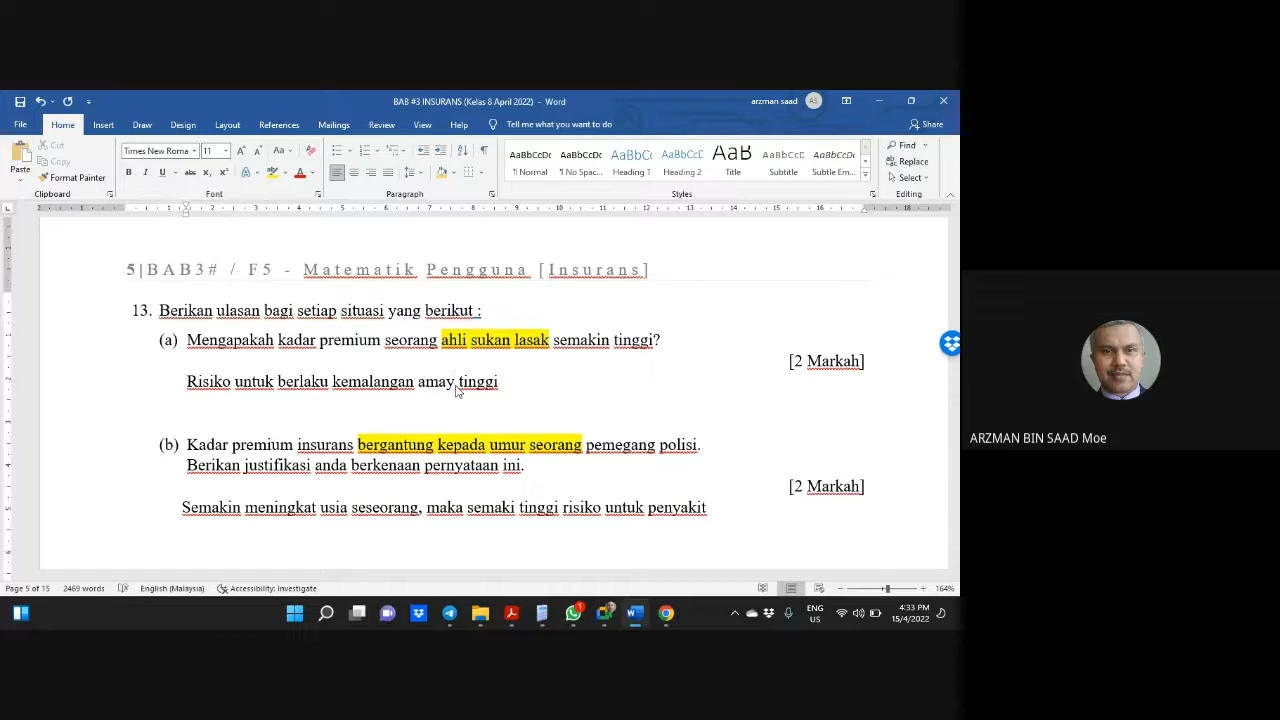 BAB #3 INSURANS (Kelas 8 April 2022) - Word
arzman saad AS
File Home Insert Draw Design Layout References Mailings Review View Help Tell me what you want to do Share
Paste
Cut
Copy
Format Painter
Clipboard
Times New Roma 11
Font
Paragraph
AaBbCcDc AaBbCcDc AaBbCc AaBbCcD AaB AaBbCcD AaBbCcDc
¶ Normal ¶ No Spac... Heading 1 Heading 2 Title Subtitle Subtle Em...
Styles
Find
Replace
Select
Editing
5|BAB3# / F5 - Matematik Pengguna [Insurans]
13. Berikan ulasan bagi setiap situasi yang berikut :
(a) Mengapakah kadar premium seorang ahli sukan lasak semakin tinggi?
[2 Markah]
Risiko untuk berlaku kemalangan amay tinggi
(b) Kadar premium insurans bergantung kepada umur seorang pemegang polisi.
Berikan justifikasi anda berkenaan pernyataan ini.
[2 Markah]
Semakin meningkat usia seseorang, maka semaki tinggi risiko untuk penyakit
ARZMAN BIN SAAD Moe
Page 5 of 15 2469 words English (Malaysia) Accessibility: Investigate 164%
ENG
US
4:33 PM
15/4/2022